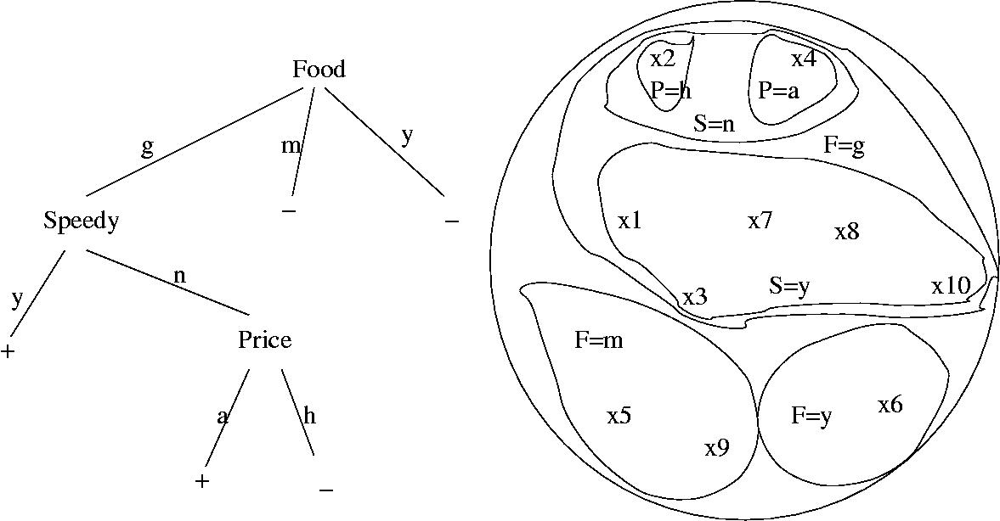 Food
g
m
y
Speedy
–
–
y
n
+
Price
a
h
+
–
x2
x4
P=h
P=a
S=n
F=g
x1
x7
x8
x3
S=y
x10
F=m
x5
x9
F=y
x6